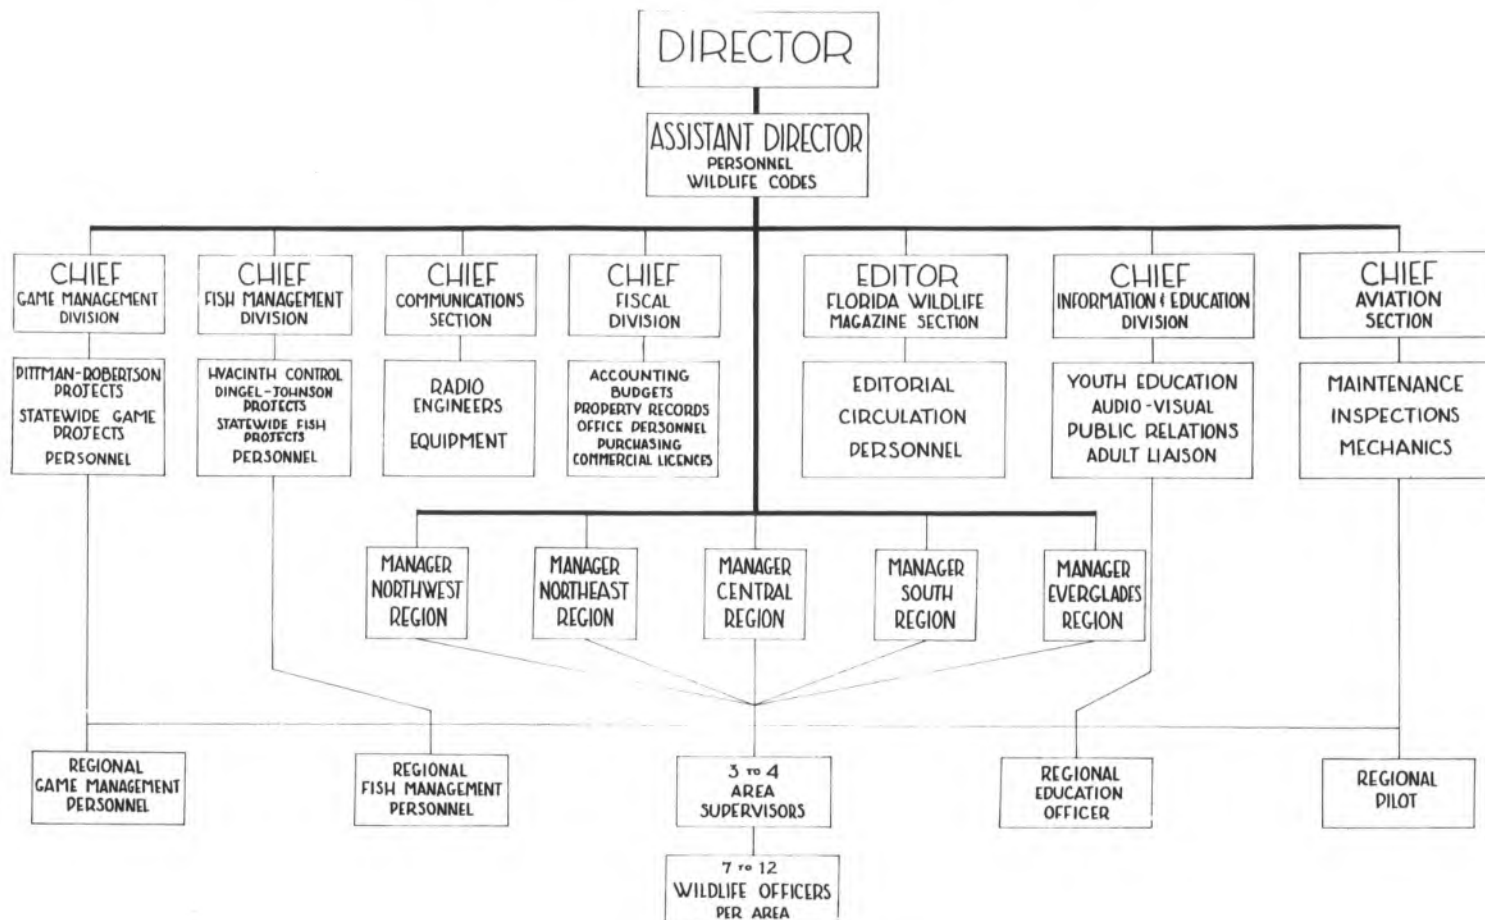 DIRECTOR
ASSISTANT DIRECTOR
PERSONNEL
WILDLIFE CODES
CHIEF
GAME MANAGEMENT
DIVISION
CHIEF
FISH MANAGEMENT
DIVISION
CHIEF
COMMUNICATIONS
SECTION
CHIEF
FISCAL
DIVISION
EDITOR
FLORIDA WILDLIFE
MAGAZINE SECTION
CHIEF
INFORMATION & EDUCATION
DIVISION
CHIEF
AVIATION
SECTION
PITTMAN-ROBERTSON
PROJECTS
STATEWIDE GAME
PROJECTS
PERSONNEL
HYACINTH CONTROL
DINGEL-JOHNSON
PROJECTS
STATEWIDE FISH
PROJECTS
PERSONNEL
RADIO
ENGINEERS
EQUIPMENT
ACCOUNTING
BUDGETS
PROPERTY RECORDS
OFFICE PERSONNEL
PURCHASING
COMMERCIAL LICENCES
EDITORIAL
CIRCULATION
PERSONNEL
YOUTH EDUCATION
AUDIO-VISUAL
PUBLIC RELATIONS
ADULT LIAISON
MAINTENANCE
INSPECTIONS
MECHANICS
MANAGER
NORTHWEST
REGION
MANAGER
NORTHEAST
REGION
MANAGER
CENTRAL
REGION
MANAGER
SOUTH
REGION
MANAGER
EVERGLADES
REGION
REGIONAL
GAME MANAGEMENT
PERSONNEL
REGIONAL
FISH MANAGEMENT
PERSONNEL
3 TO 4
AREA
SUPERVISORS
REGIONAL
EDUCATION
OFFICER
REGIONAL
PILOT
7 TO 12
WILDLIFE OFFICERS
PER AREA